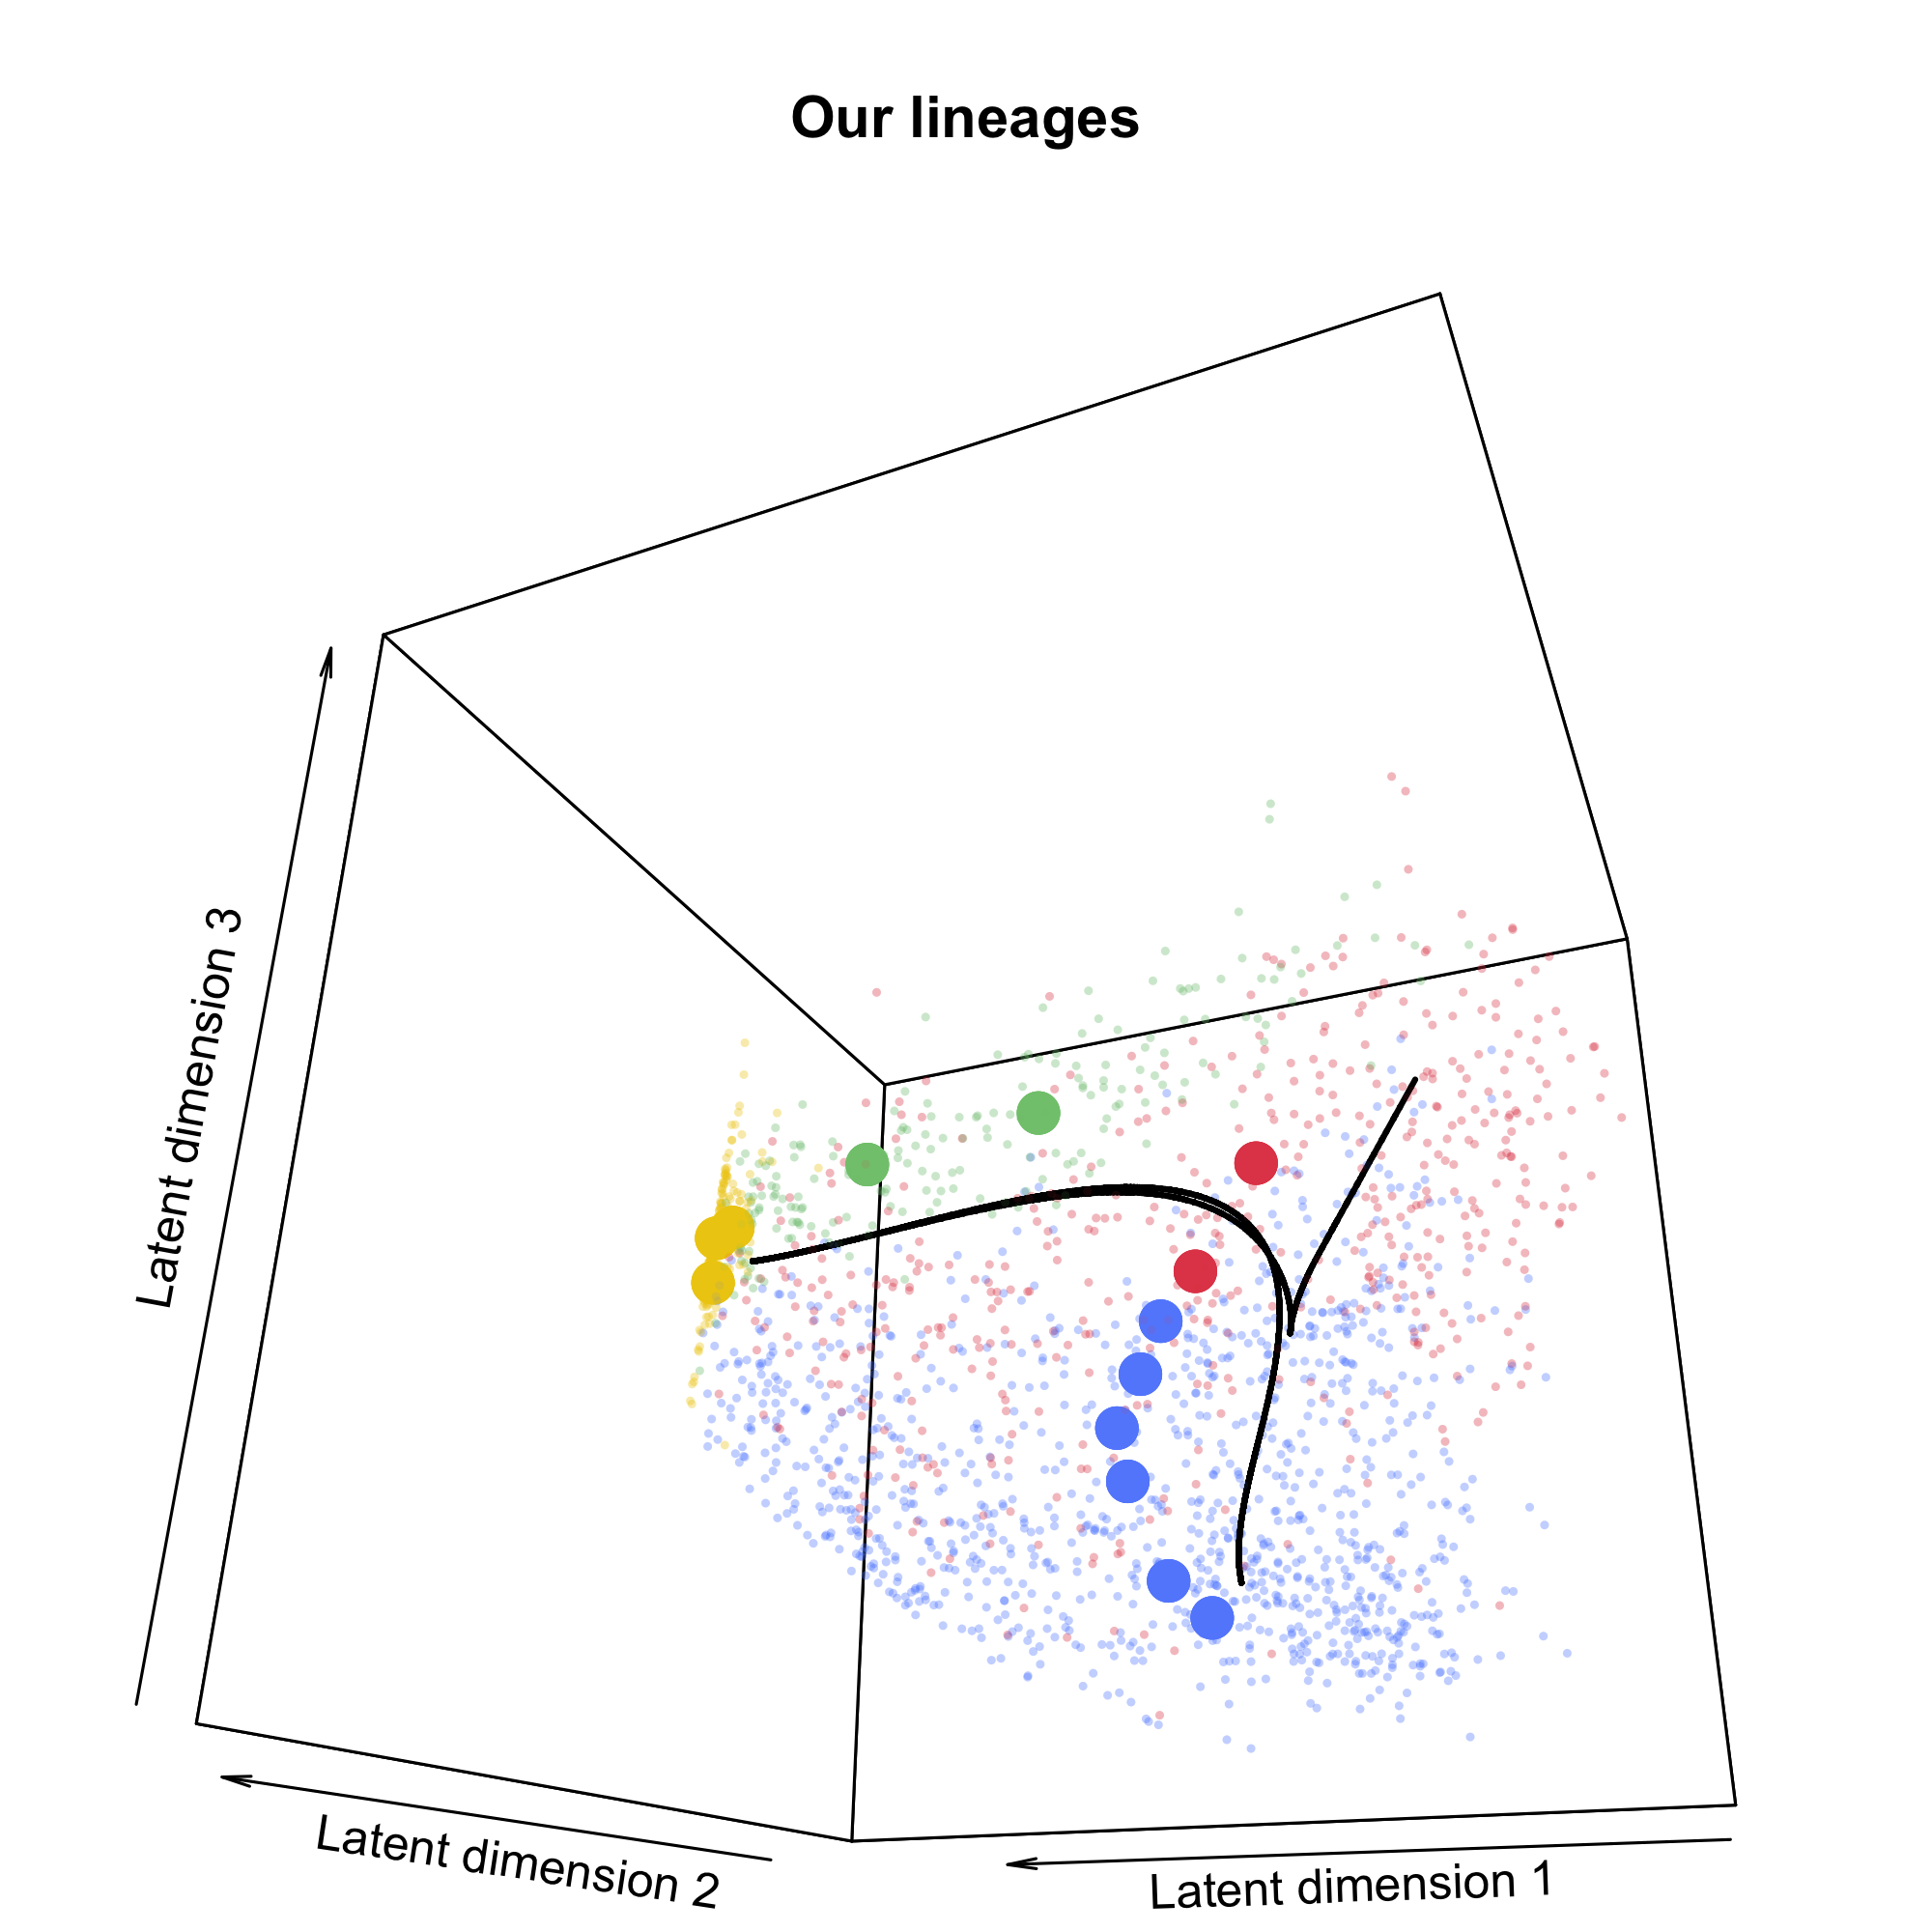 Our lineages
Latent dimension 3
Latent dimension 2
Latent dimension 1